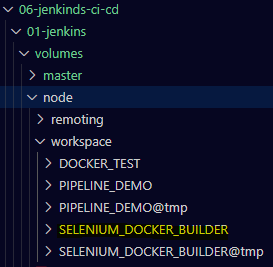 06-jenkinds-ci-cd
01-jenkins
volumes
master
node
remoting
workspace
DOCKER_TEST
PIPELINE_DEMO
PIPELINE_DEMO@tmp
SELENIUM_DOCKER_BUILDER
SELENIUM_DOCKER_BUILDER@tmp